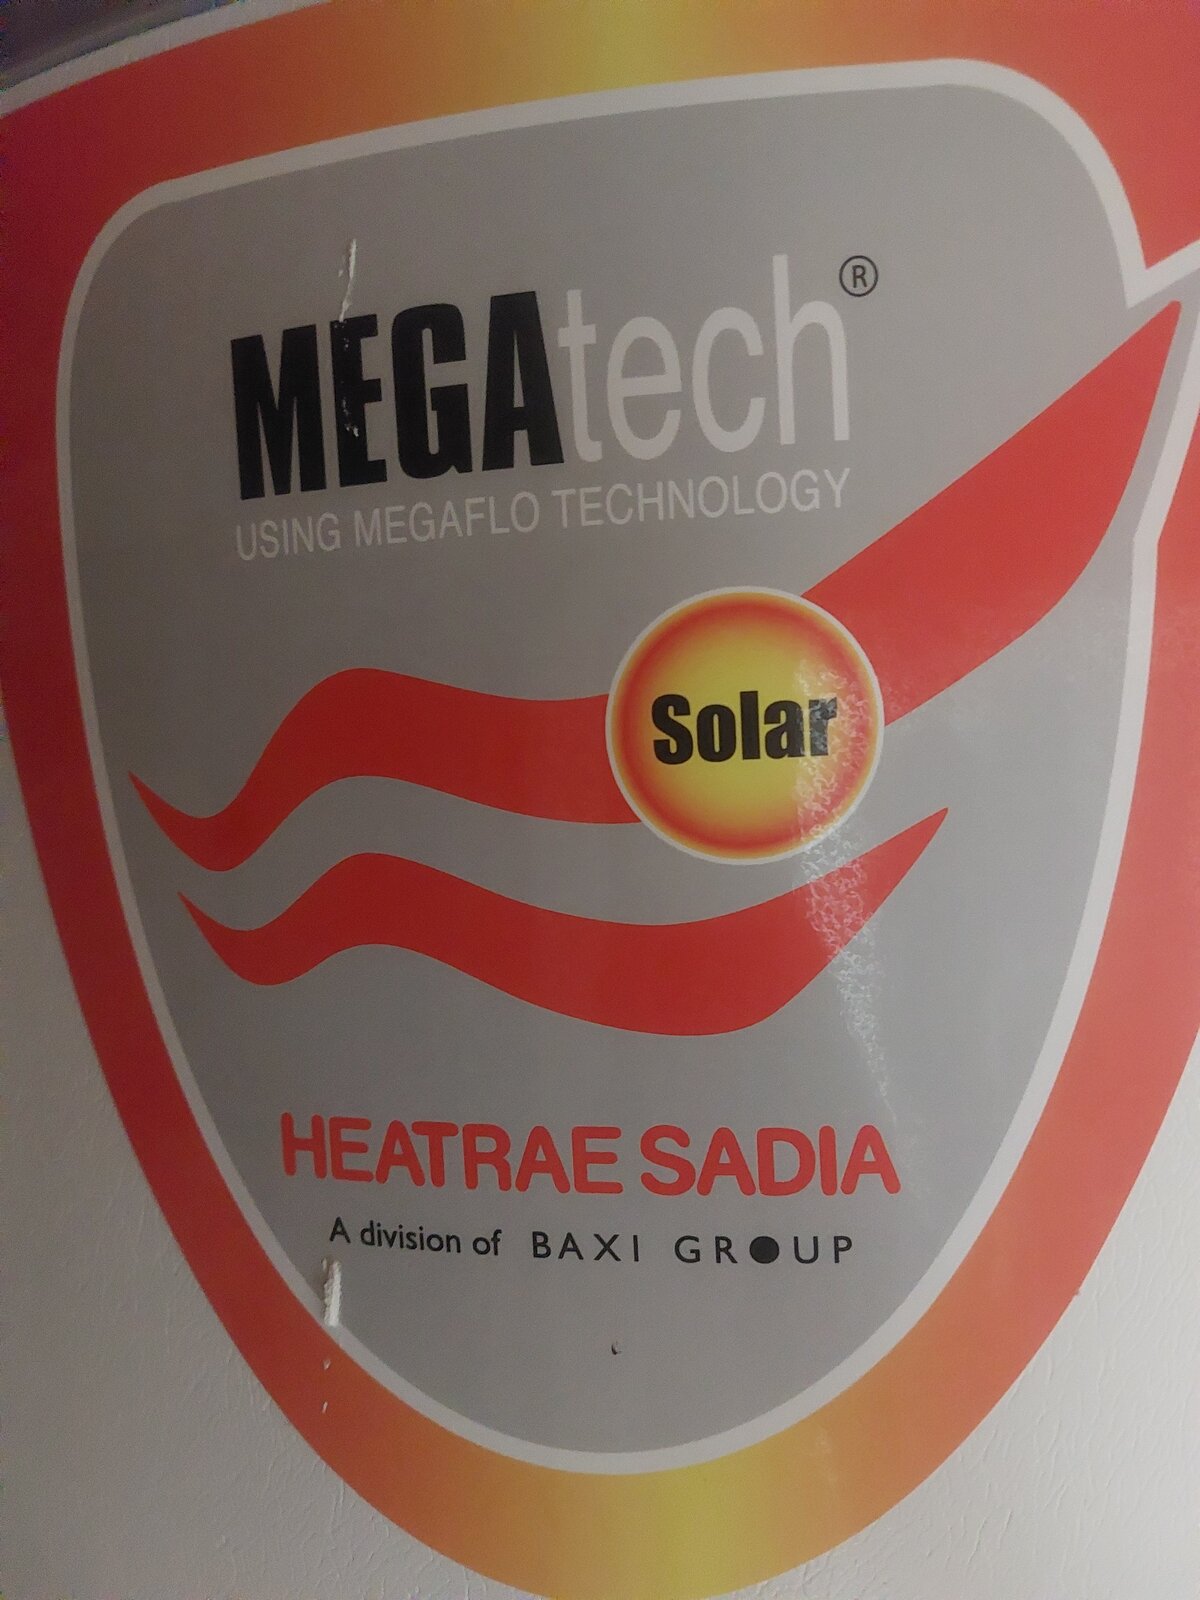 MEGAtech®
USING MEGAFLO TECHNOLOGY
Solar
HEATRAE SADIA
A division of BAXI GROUP